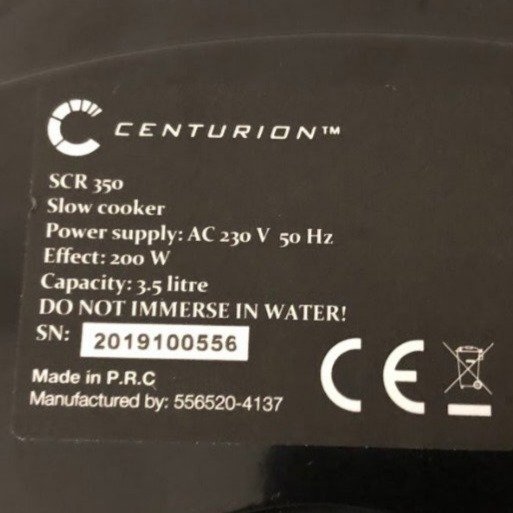 CENTURION™
SCR 350
Slow cooker
Power supply: AC 230 V 50 Hz
Effect: 200 W
Capacity: 3.5 litre
DO NOT IMMERSE IN WATER!
SN: 2019100556
Made in P.R.C
Manufactured by: 556520-4137
CE